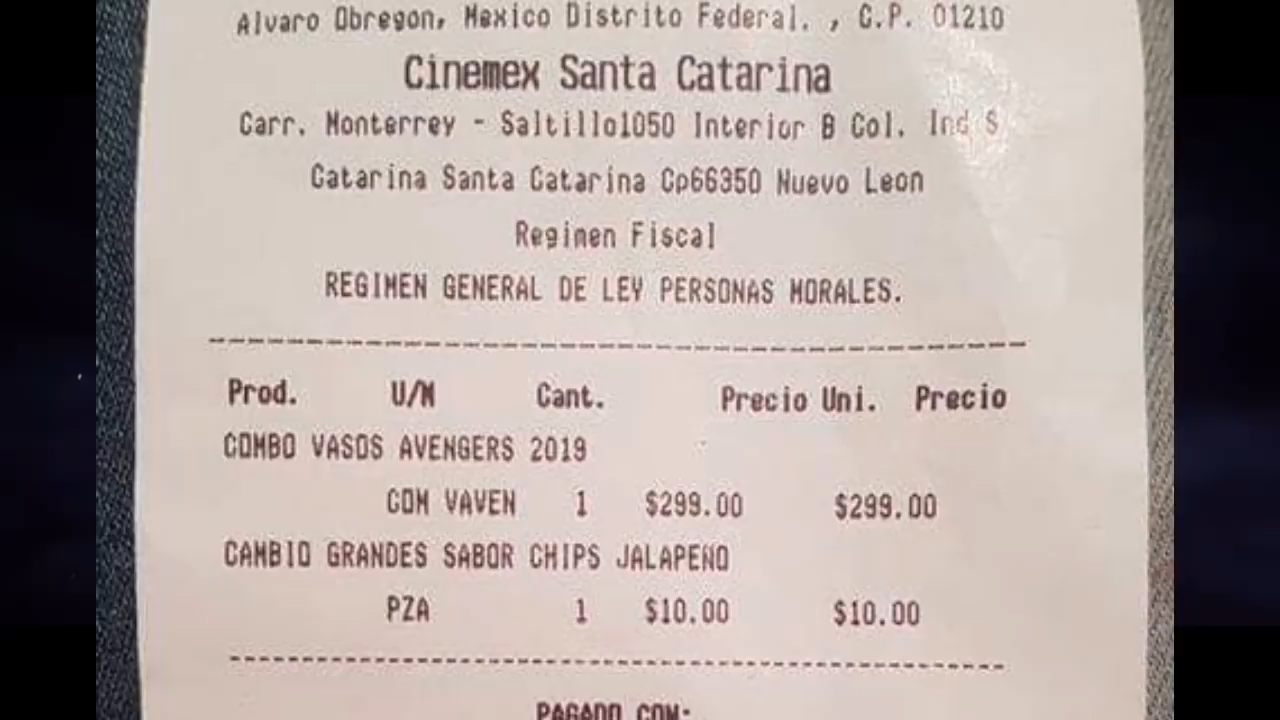 Alvaro Obregon, Mexico Distrito Federal. , C.P. 01210
Cinemex Santa Catarina
Carr. Monterrey - Saltillo1050 Interior B Col. Ind S
Catarina Santa Catarina Cp66350 Nuevo Leon
Regimen Fiscal
REGIMEN GENERAL DE LEY PERSONAS MORALES.
Prod. U/M Cant. Precio Uni. Precio
COMBO VASOS AVENGERS 2019
COM VAVEN 1 $299.00 $299.00
CAMBIO GRANDES SABOR CHIPS JALAPENO
PZA 1 $10.00 $10.00
PAGADO CON: